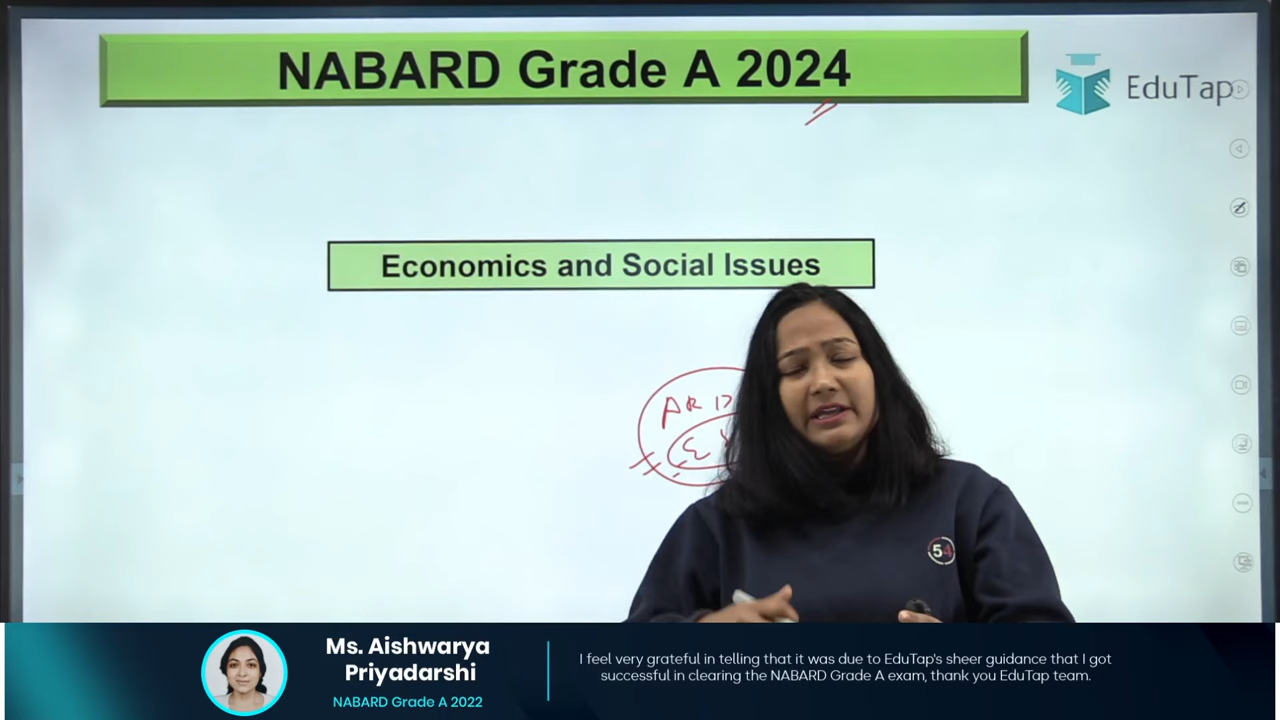 NABARD Grade A 2024
EduTap
Economics and Social Issues
ARD
54
Ms. Aishwarya
Priyadarshi
NABARD Grade A 2022
I feel very grateful in telling that it was due to EduTap's sheer guidance that I got
successful in clearing the NABARD Grade A exam, thank you EduTap team.